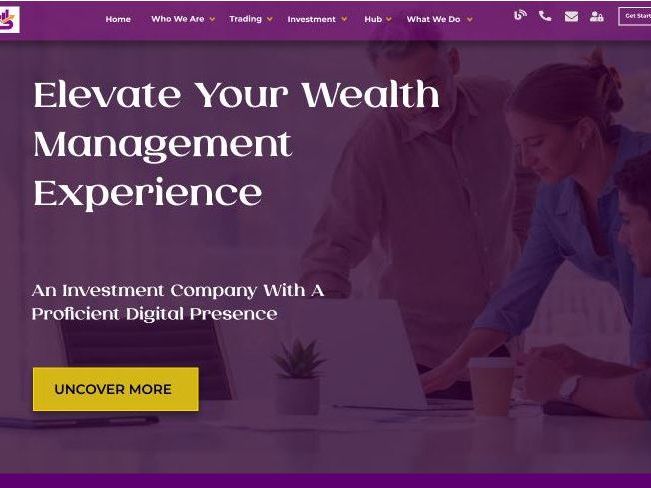 Home Who We Are Trading Investment Hub What We Do Get Start
Elevate Your Wealth
Management
Experience
An Investment Company With A
Proficient Digital Presence
UNCOVER MORE